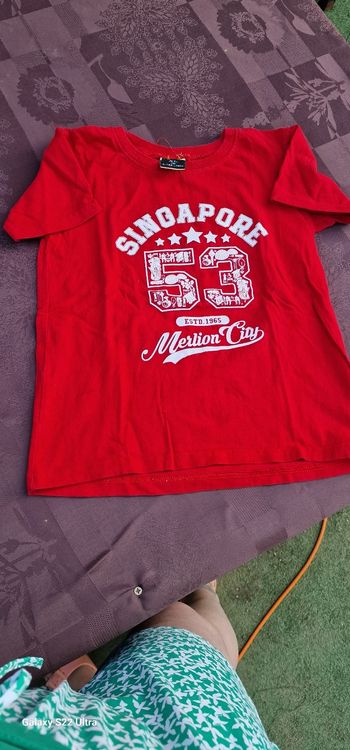 SINGAPORE
53
ESTD.1965
Merlion City
Galaxy S22 Ultra